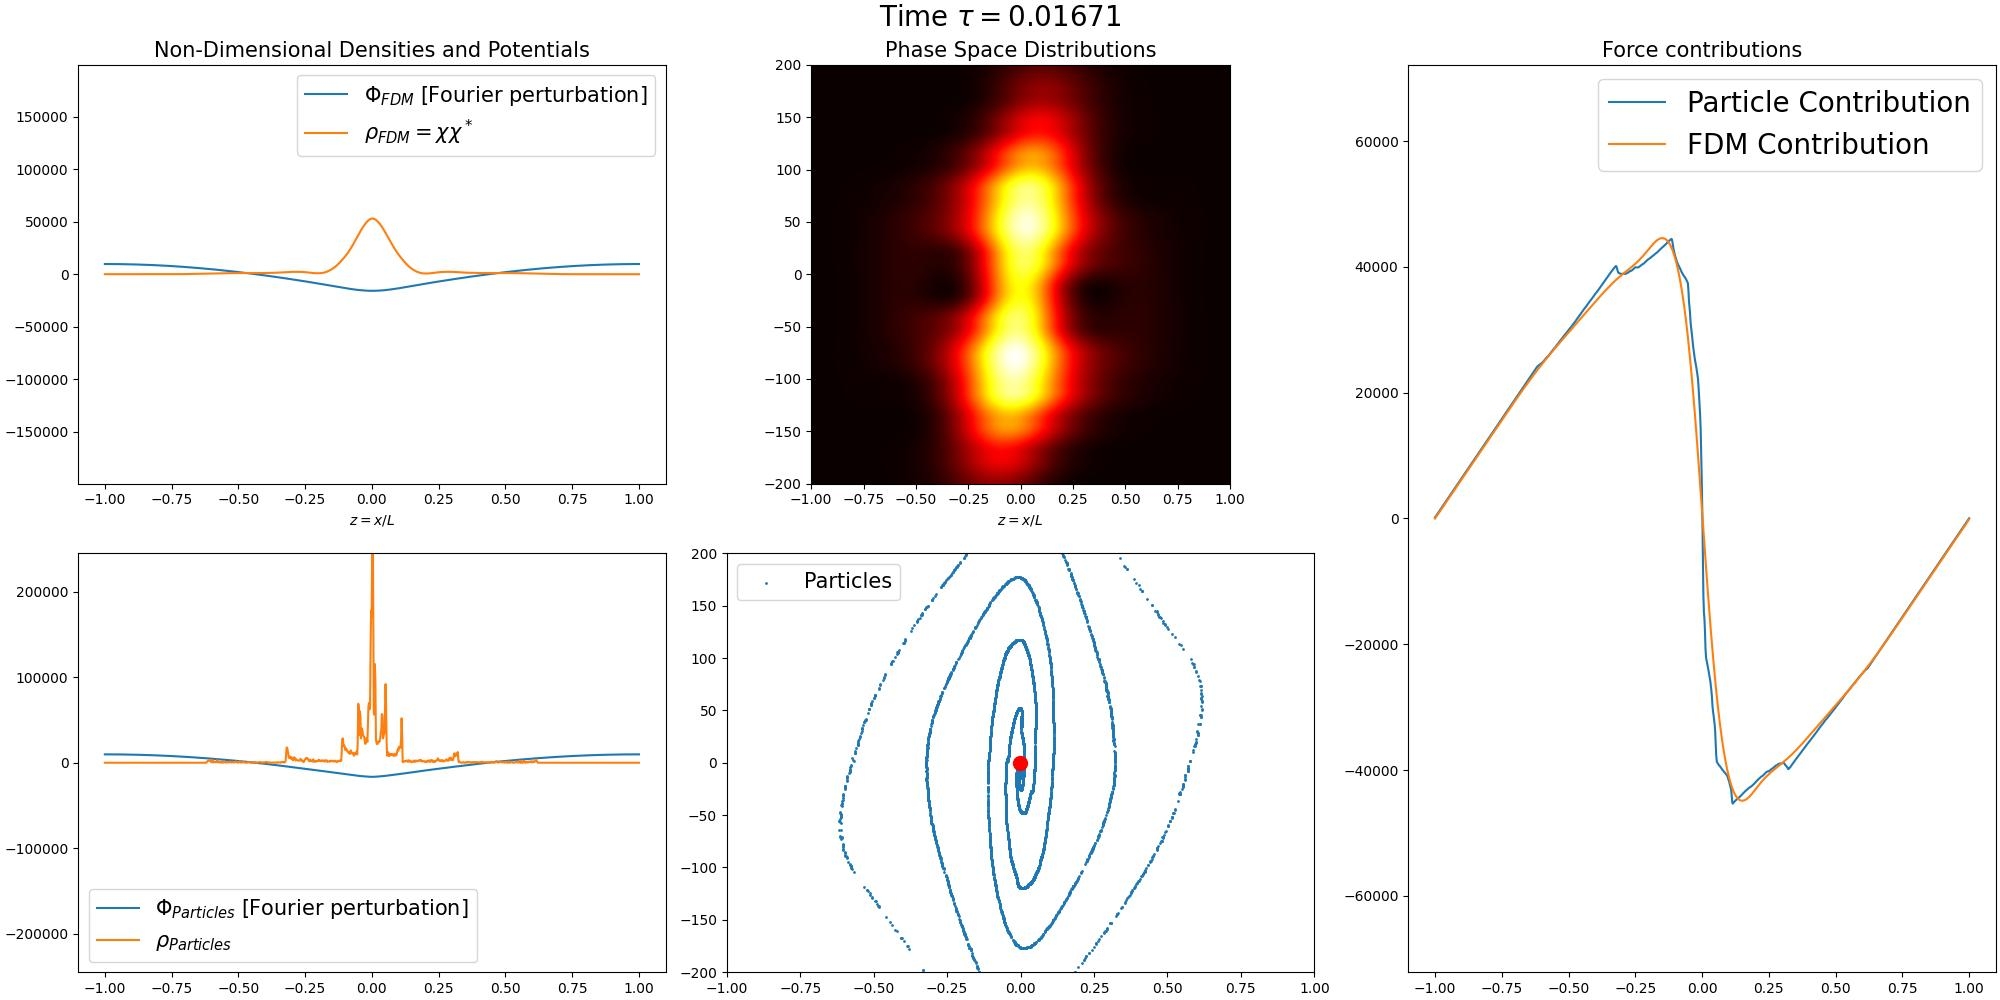 Time τ = 0.01671
Non-Dimensional Densities and Potentials
Φ_FDM [Fourier perturbation]
ρ_FDM = χχ*
150000
100000
50000
0
−50000
−100000
−150000
−1.00 −0.75 −0.50 −0.25 0.00 0.25 0.50 0.75 1.00
z = x/L
Phase Space Distributions
200
150
100
50
0
−50
−100
−150
−200
−1.00 −0.75 −0.50 −0.25 0.00 0.25 0.50 0.75 1.00
z = x/L
Force contributions
Particle Contribution
FDM Contribution
60000
40000
20000
0
−20000
−40000
−60000
−1.00 −0.75 −0.50 −0.25 0.00 0.25 0.50 0.75 1.00
200000
100000
0
−100000
−200000
Φ_Particles [Fourier perturbation]
ρ_Particles
−1.00 −0.75 −0.50 −0.25 0.00 0.25 0.50 0.75 1.00
Particles
200
150
100
50
0
−50
−100
−150
−200
−1.00 −0.75 −0.50 −0.25 0.00 0.25 0.50 0.75 1.00